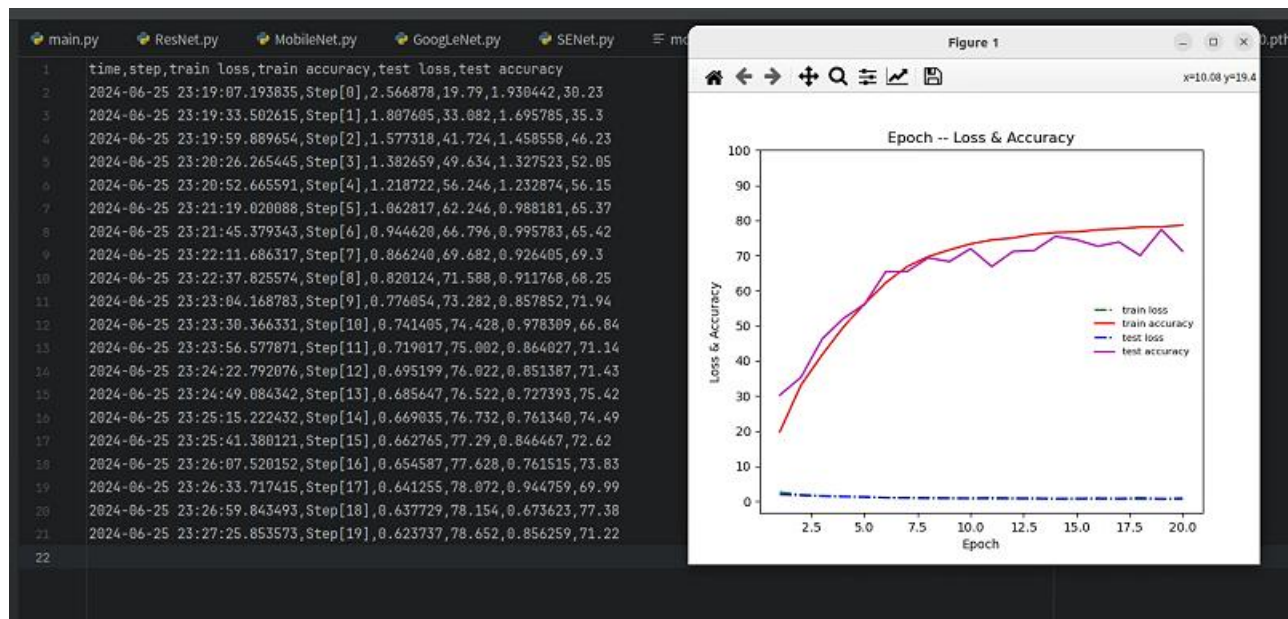 main.py ResNet.py MobileNet.py GoogLeNet.py SENet.py
1 time,step,train loss,train accuracy,test loss,test accuracy
2 2024-06-25 23:19:07.193835,Step[0],2.566878,19.79,1.930442,30.23
3 2024-06-25 23:19:33.502615,Step[1],1.807605,33.082,1.695785,35.3
4 2024-06-25 23:19:59.889654,Step[2],1.577318,41.724,1.458558,46.23
5 2024-06-25 23:20:26.265445,Step[3],1.382659,49.634,1.327523,52.05
6 2024-06-25 23:20:52.665591,Step[4],1.218722,56.246,1.232874,56.15
7 2024-06-25 23:21:19.020088,Step[5],1.062817,62.246,0.988181,65.37
8 2024-06-25 23:21:45.379343,Step[6],0.944620,66.796,0.995783,65.42
9 2024-06-25 23:22:11.686317,Step[7],0.866240,69.682,0.926405,69.3
10 2024-06-25 23:22:37.825574,Step[8],0.820124,71.588,0.911768,68.25
11 2024-06-25 23:23:04.168783,Step[9],0.776054,73.282,0.857852,71.94
12 2024-06-25 23:23:30.366331,Step[10],0.741405,74.428,0.978309,66.84
13 2024-06-25 23:23:56.577871,Step[11],0.719017,75.002,0.864027,71.14
14 2024-06-25 23:24:22.792076,Step[12],0.695199,76.022,0.851387,71.43
15 2024-06-25 23:24:49.084342,Step[13],0.685647,76.522,0.727393,75.42
16 2024-06-25 23:25:15.222432,Step[14],0.669035,76.732,0.761340,74.49
17 2024-06-25 23:25:41.380121,Step[15],0.662765,77.29,0.846467,72.62
18 2024-06-25 23:26:07.520152,Step[16],0.654587,77.628,0.761515,73.83
19 2024-06-25 23:26:33.717415,Step[17],0.641255,78.072,0.944759,69.99
20 2024-06-25 23:26:59.843493,Step[18],0.637729,78.154,0.673623,77.38
21 2024-06-25 23:27:25.853573,Step[19],0.623737,78.652,0.856259,71.22
22
Figure 1
x=10.08 y=19.4
Epoch -- Loss & Accuracy
100
90
80
70
60
50
40
30
20
10
0
Loss & Accuracy
train loss
train accuracy
test loss
test accuracy
2.5 5.0 7.5 10.0 12.5 15.0 17.5 20.0
Epoch